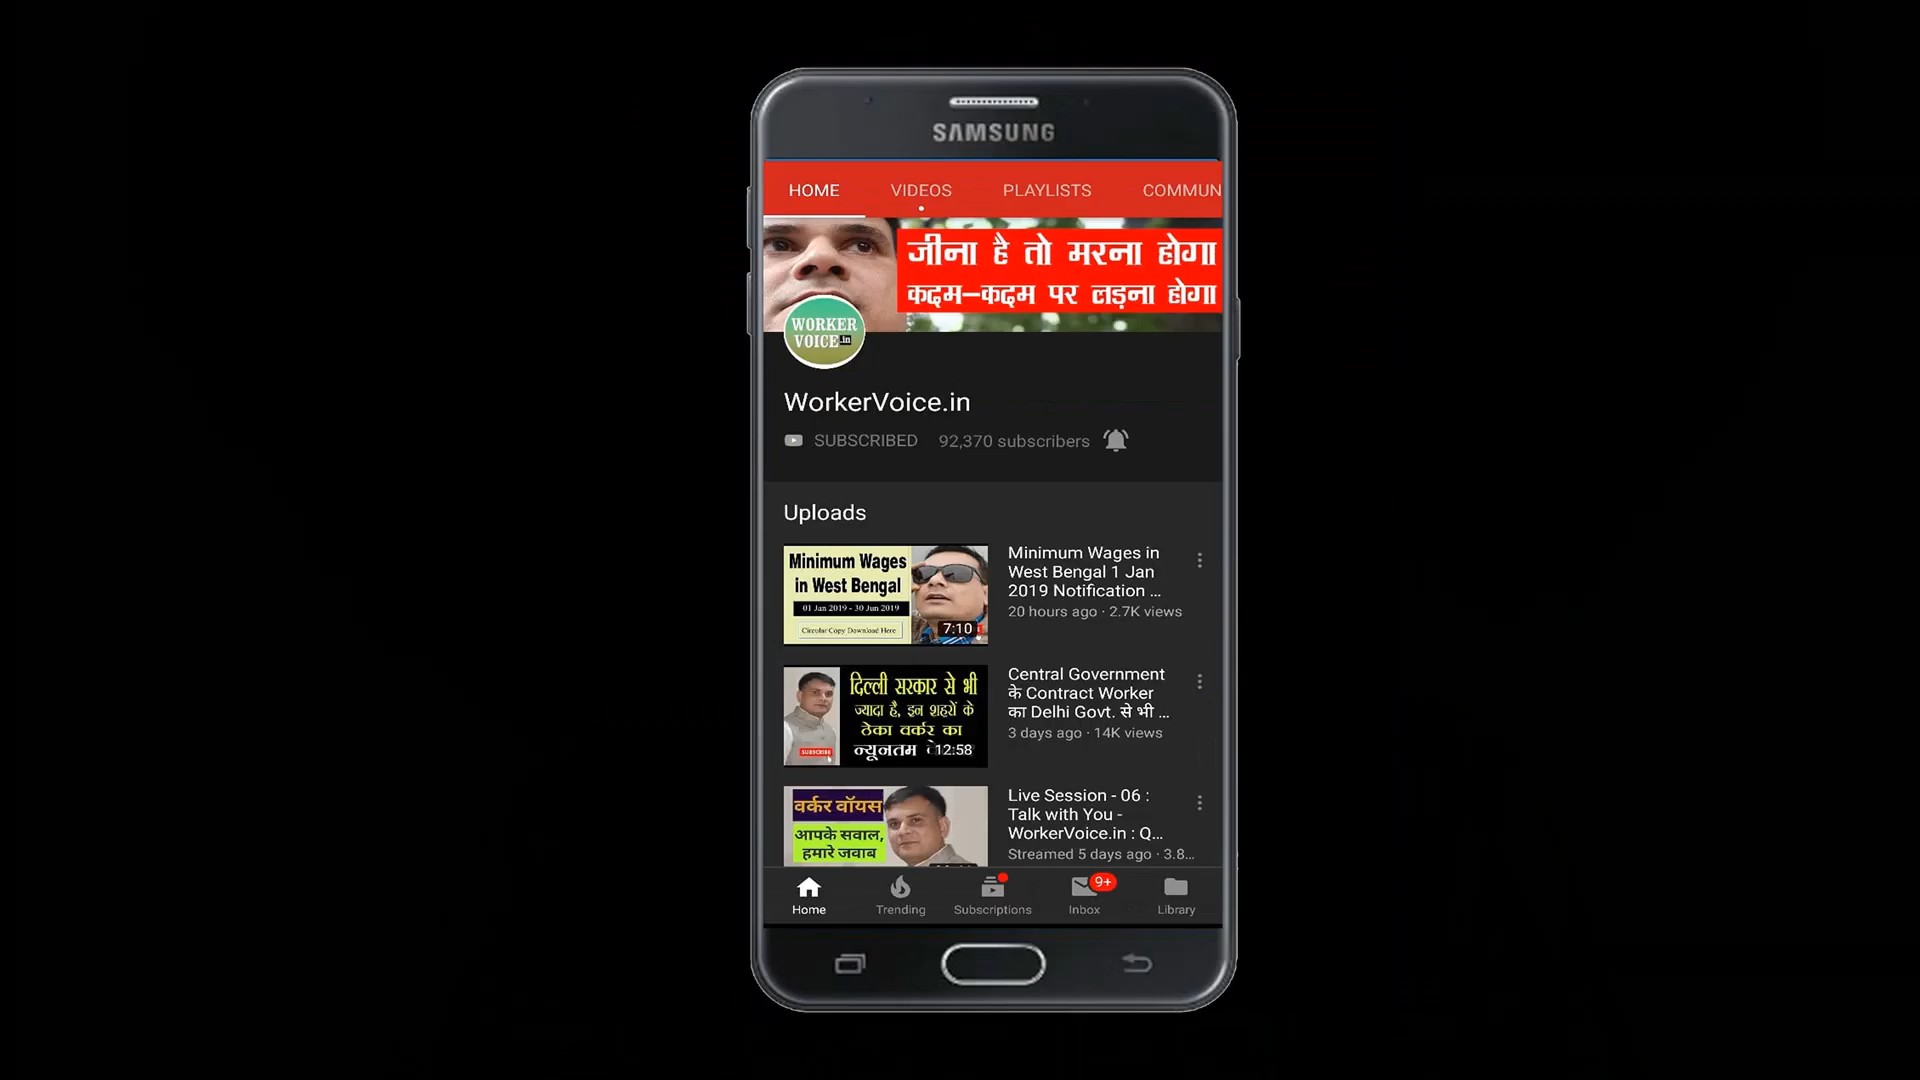 SAMSUNG
HOME VIDEOS PLAYLISTS COMMUN
जीना है तो मरना होगा
कदम-कदम पर लड़ना होगा
WORKER
VOICE.in
WorkerVoice.in
SUBSCRIBED 92,370 subscribers
Uploads
Minimum Wages
in West Bengal
01 Jan 2019 - 30 Jun 2019
Circular Copy Download Here
7:10
Minimum Wages in
West Bengal 1 Jan
2019 Notification ...
20 hours ago · 2.7K views
दिल्ली सरकार से भी
ज्यादा है, इन शहरों के
ठेका वर्कर का
न्यूनतम
12:58
SUBSCRIBE
Central Government
के Contract Worker
का Delhi Govt. से भी ...
3 days ago · 14K views
वर्कर वॉयस
आपके सवाल,
हमारे जवाब
Live Session - 06 :
Talk with You -
WorkerVoice.in : Q...
Streamed 5 days ago · 3.8...
9+
Home Trending Subscriptions Inbox Library